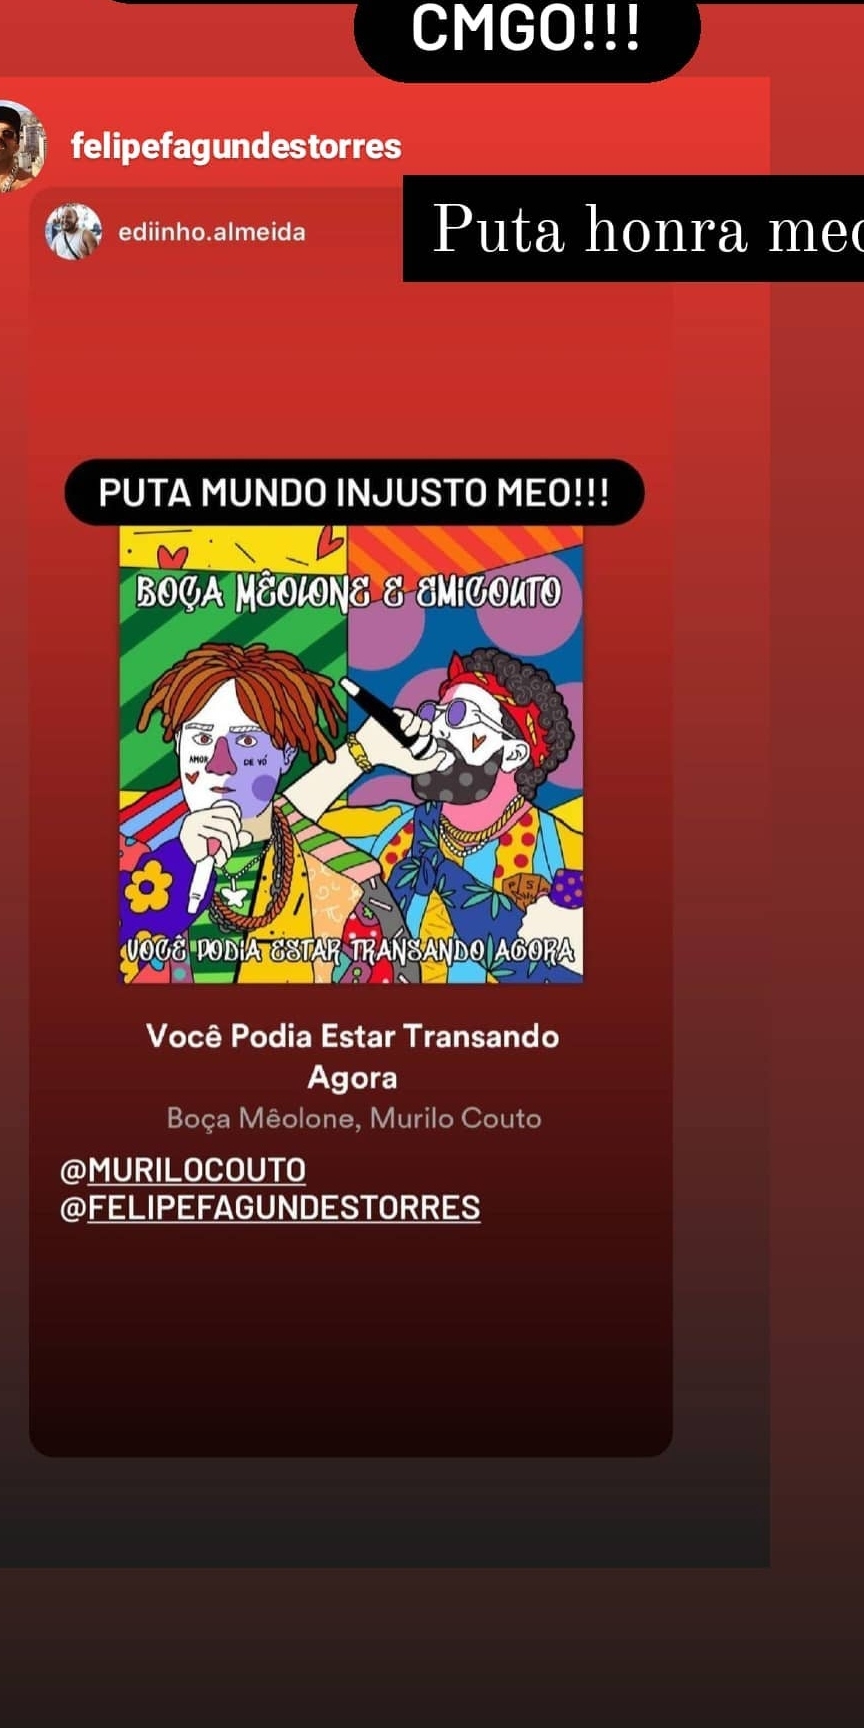 CMGO!!!
felipefagundestorres
ediinho.almeida
Puta honra meo
PUTA MUNDO INJUSTO MEO!!!
BOÇA MÊOLONE & EMICOUTO
AMOR DE VÓ
VOCÊ PODIA ESTAR TRANSANDO AGORA
Você Podia Estar Transando
Agora
Boça Mêolone, Murilo Couto
@MURILOCOUTO
@FELIPEFAGUNDESTORRES